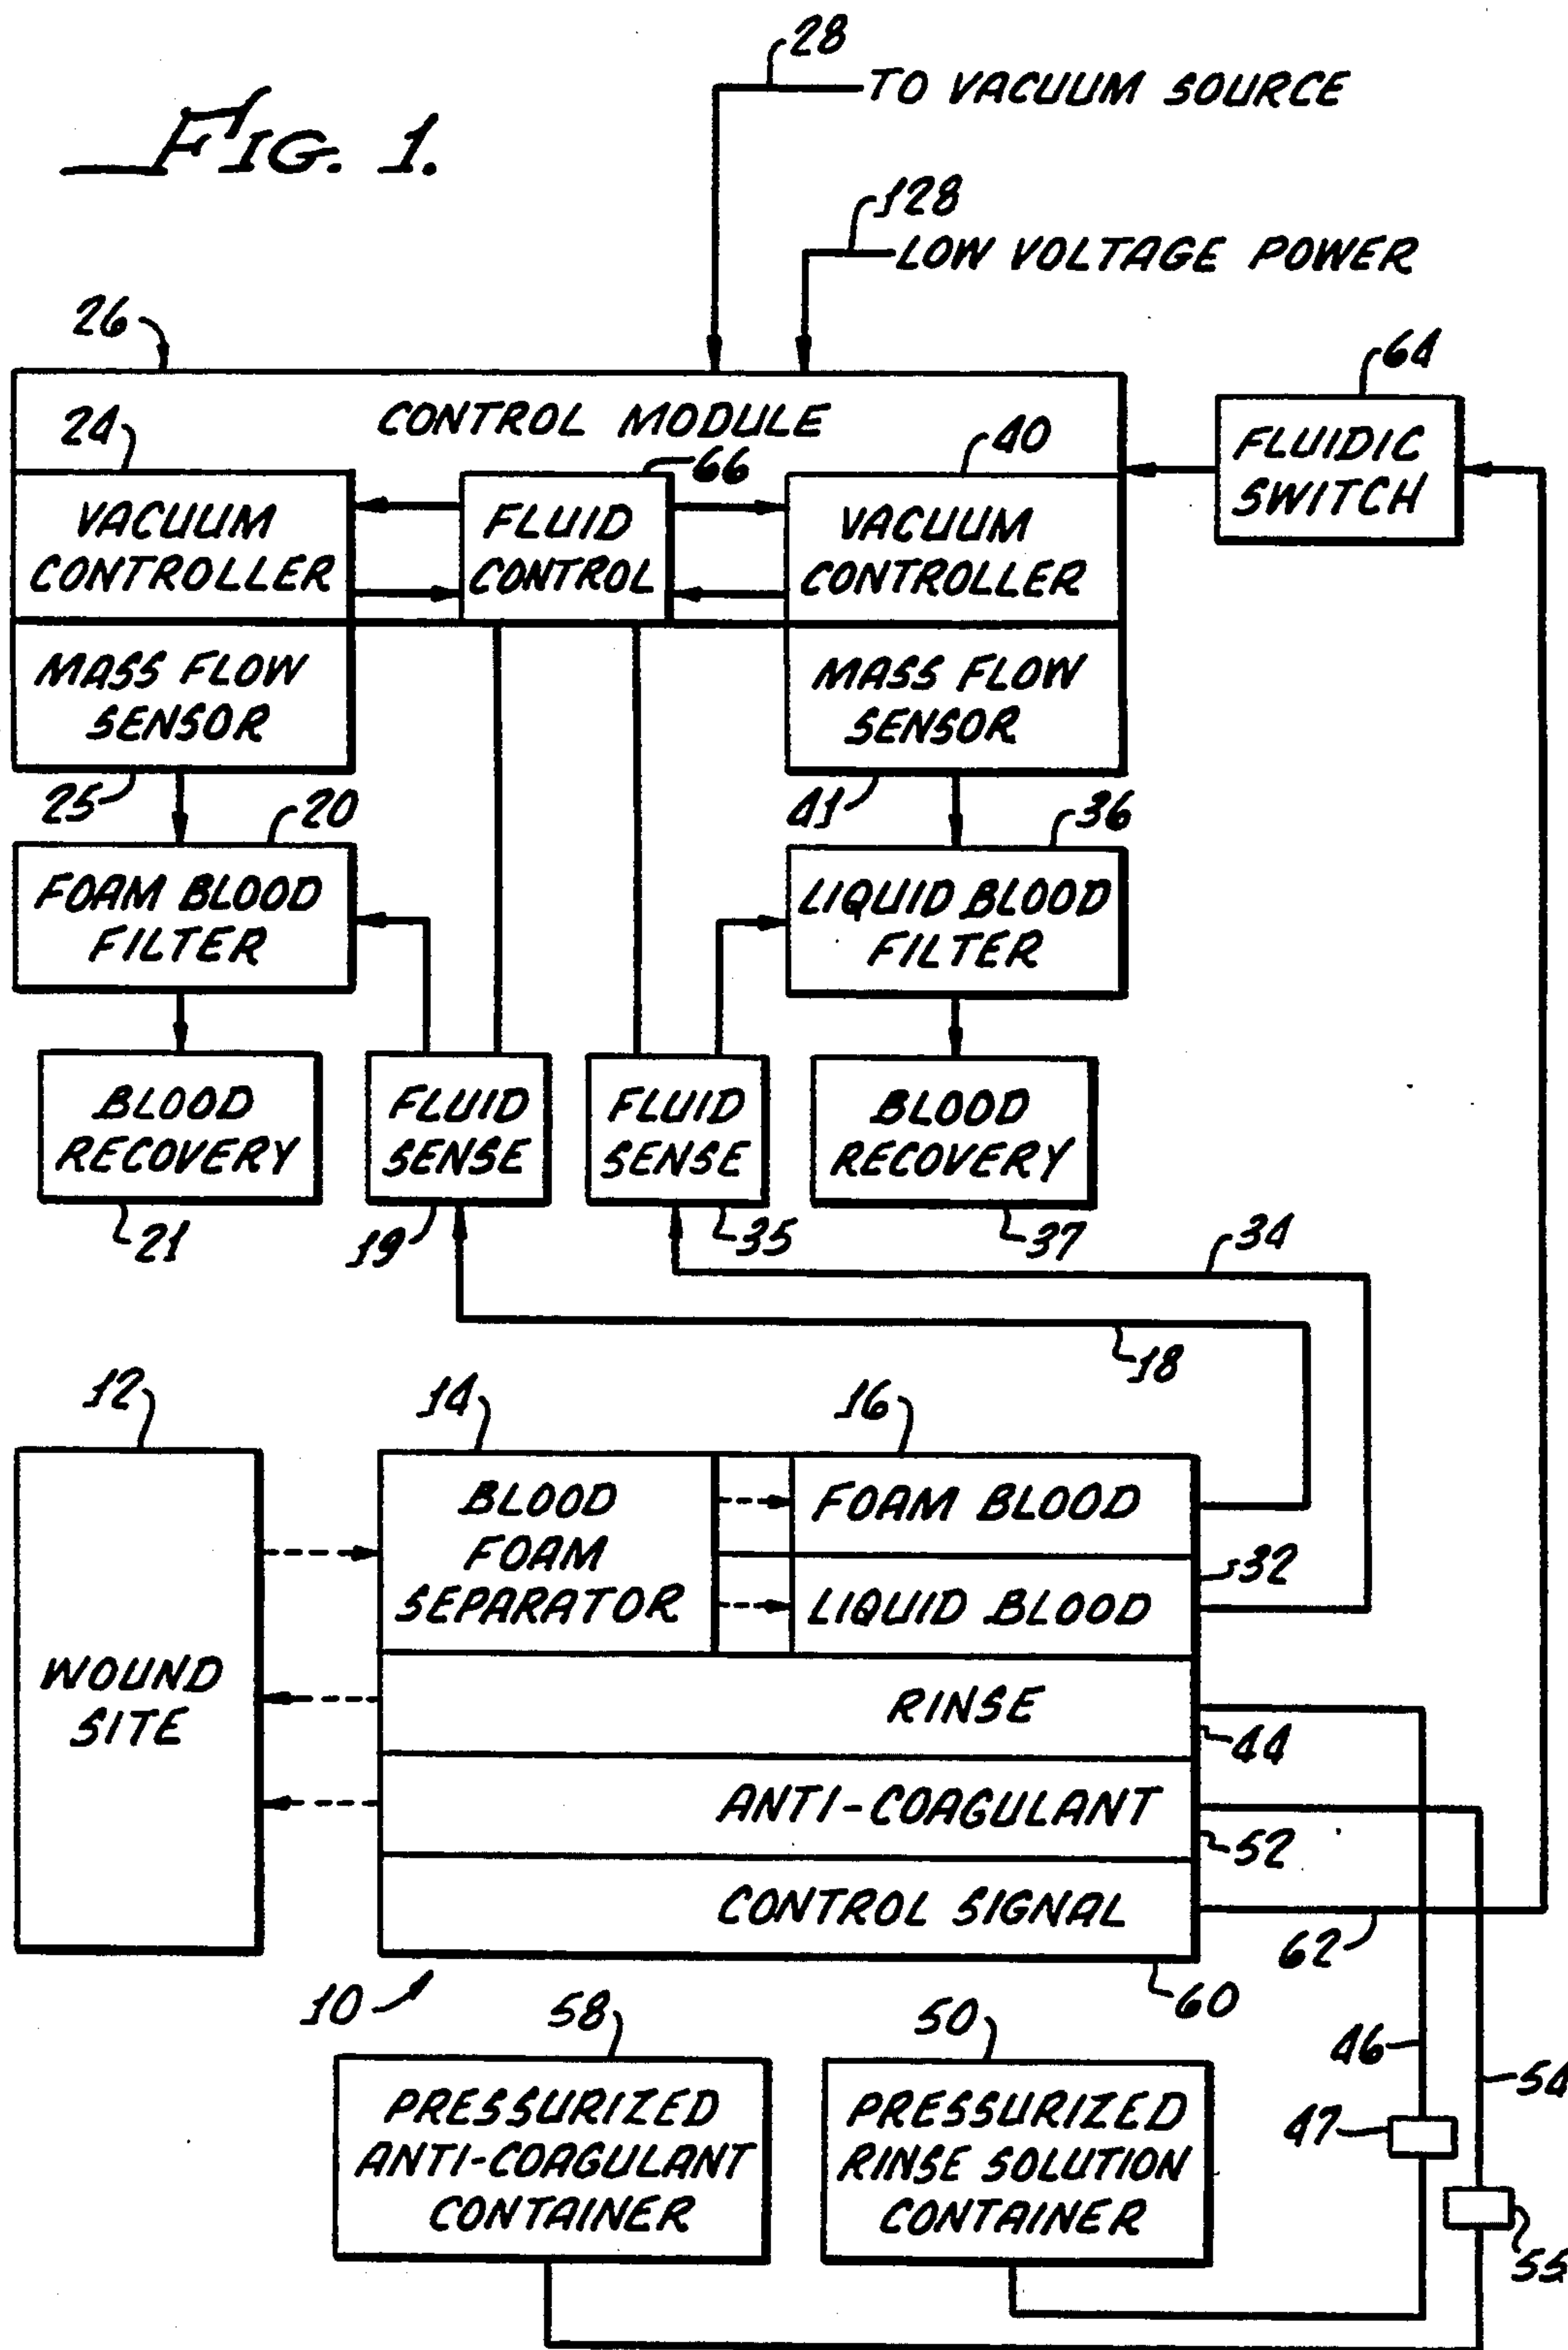 28
TO VACUUM SOURCE
FIG. 1.
128
LOW VOLTAGE POWER
26
64
CONTROL MODULE
24
66
40
FLUIDIC
SWITCH
VACUUM
CONTROLLER
FLUID
CONTROL
VACUUM
CONTROLLER
MASS FLOW
SENSOR
MASS FLOW
SENSOR
25
20
41
36
FOAM BLOOD
FILTER
LIQUID BLOOD
FILTER
BLOOD
RECOVERY
FLUID
SENSE
FLUID
SENSE
BLOOD
RECOVERY
21
19
35
37
34
18
12
14
16
BLOOD
FOAM
SEPARATOR
FOAM BLOOD
32
LIQUID BLOOD
WOUND
SITE
RINSE
44
ANTI-COAGULANT
52
CONTROL SIGNAL
62
10
60
58
50
46
54
PRESSURIZED
ANTI-COAGULANT
CONTAINER
PRESSURIZED
RINSE SOLUTION
CONTAINER
47
55